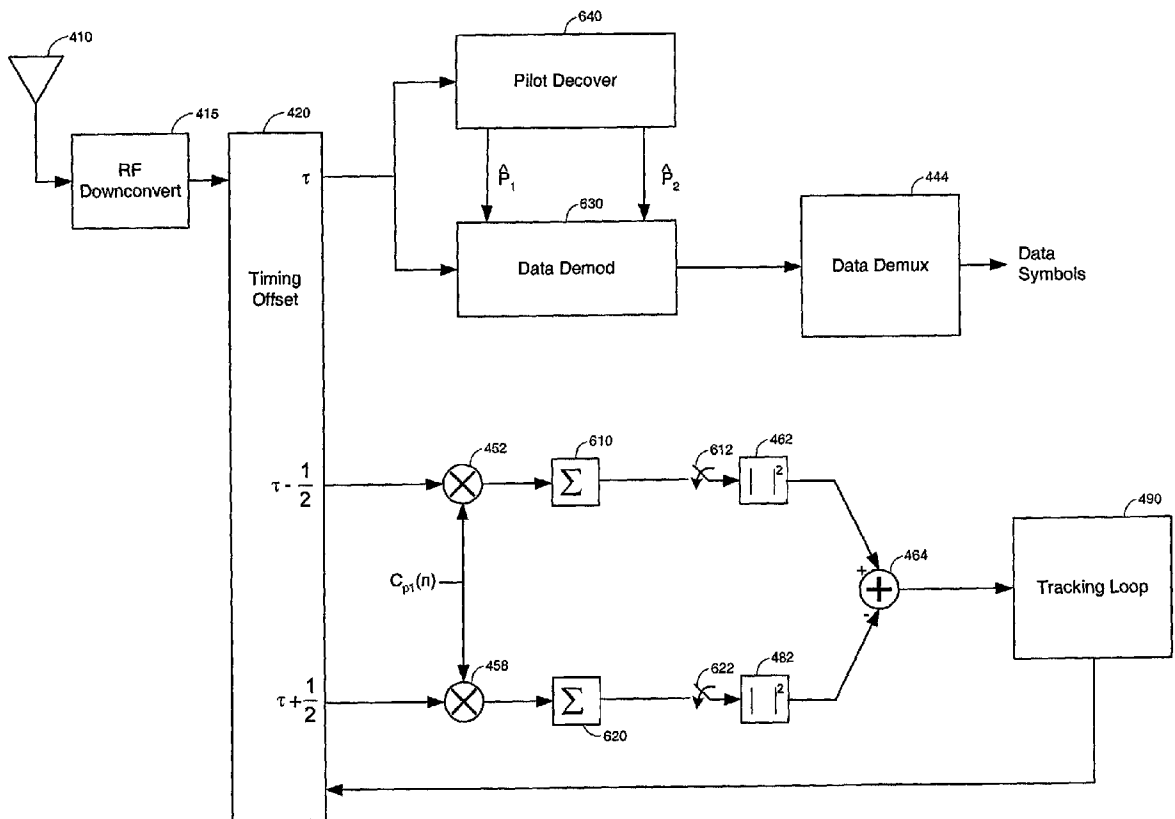 410
640
Pilot Decover
415
RF
Downconvert
420
τ
Timing
Offset
P̂1
P̂2
630
Data Demod
444
Data Demux
Data
Symbols
452
610
612
462
τ - 1/2
Σ
| |²
Cp1(n)
+
464
-
490
Tracking Loop
458
622
482
τ + 1/2
Σ
| |²
620